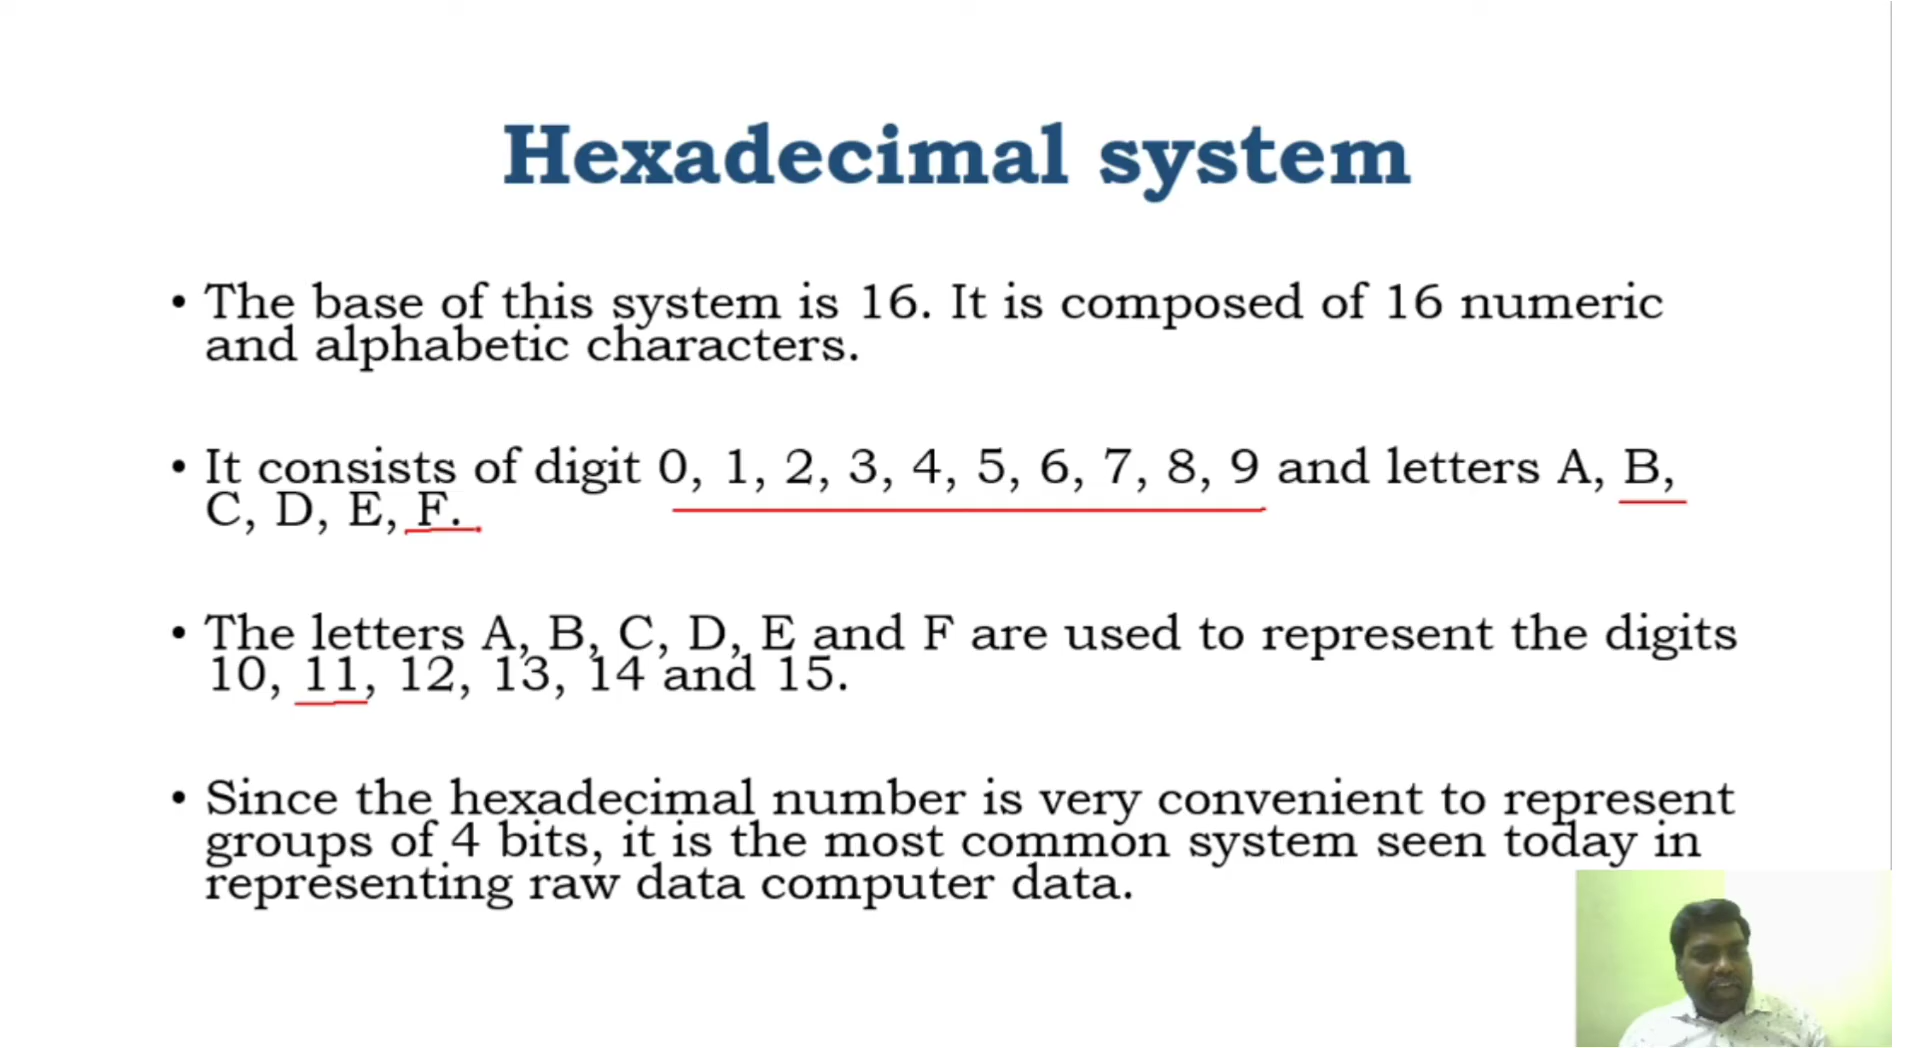 Hexadecimal system
• The base of this system is 16. It is composed of 16 numeric
and alphabetic characters.
• It consists of digit 0, 1, 2, 3, 4, 5, 6, 7, 8, 9 and letters A, B,
C, D, E, F.
• The letters A, B, C, D, E and F are used to represent the digits
10, 11, 12, 13, 14 and 15.
• Since the hexadecimal number is very convenient to represent
groups of 4 bits, it is the most common system seen today in
representing raw data computer data.